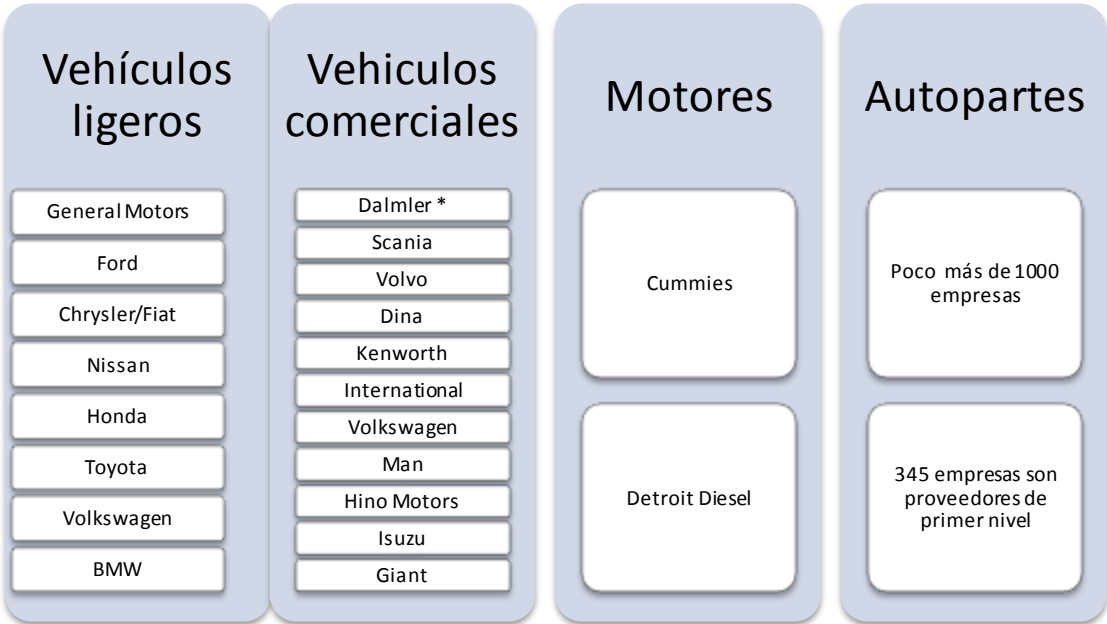 Vehículos
ligeros
General Motors
Ford
Chrysler/Fiat
Nissan
Honda
Toyota
Volkswagen
BMW
Vehiculos
comerciales
Dalmler *
Scania
Volvo
Dina
Kenworth
International
Volkswagen
Man
Hino Motors
Isuzu
Giant
Motores
Cummies
Detroit Diesel
Autopartes
Poco más de 1000
empresas
345 empresas son
proveedores de
primer nivel